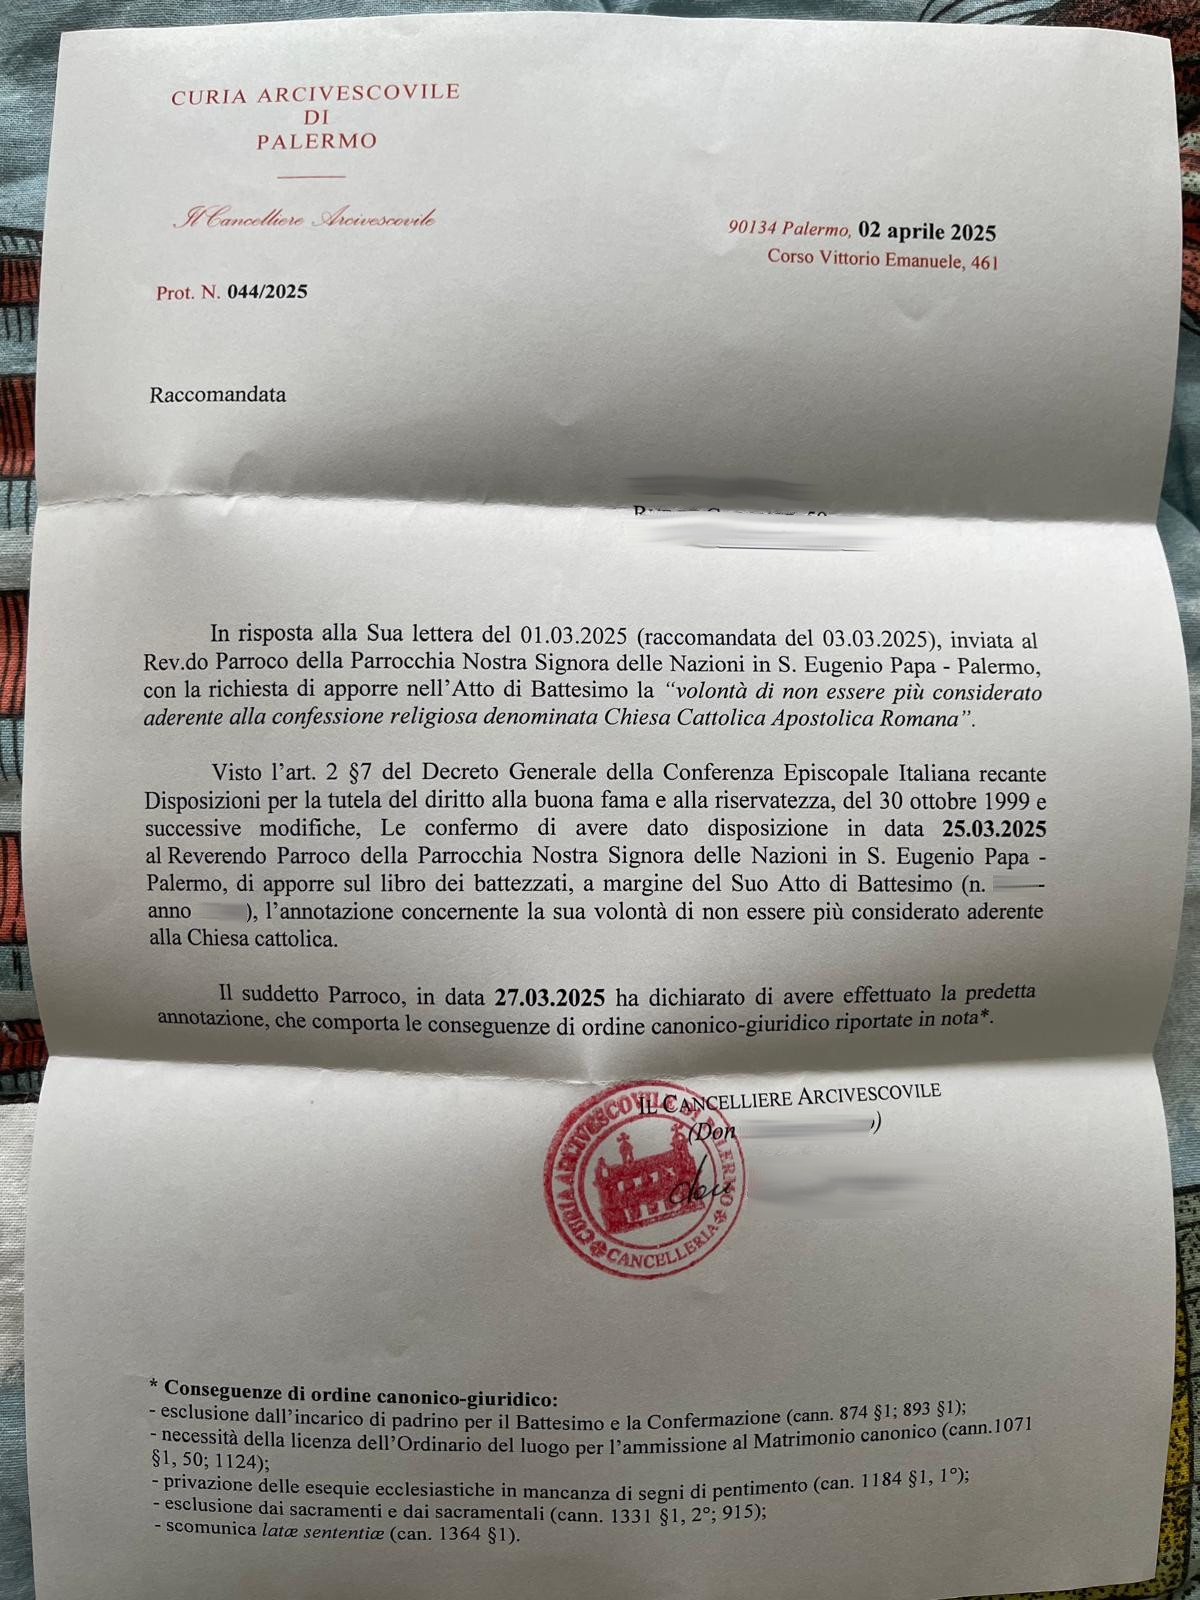 CURIA ARCIVESCOVILE
DI
PALERMO
Il Cancelliere Arcivescovile
90134 Palermo, 02 aprile 2025
Corso Vittorio Emanuele, 461
Prot. N. 044/2025
Raccomandata
In risposta alla Sua lettera del 01.03.2025 (raccomandata del 03.03.2025), inviata al
Rev.do Parroco della Parrocchia Nostra Signora delle Nazioni in S. Eugenio Papa - Palermo,
con la richiesta di apporre nell’Atto di Battesimo la “volontà di non essere più considerato
aderente alla confessione religiosa denominata Chiesa Cattolica Apostolica Romana”.
Visto l’art. 2 §7 del Decreto Generale della Conferenza Episcopale Italiana recante
Disposizioni per la tutela del diritto alla buona fama e alla riservatezza, del 30 ottobre 1999 e
successive modifiche, Le confermo di avere dato disposizione in data 25.03.2025
al Reverendo Parroco della Parrocchia Nostra Signora delle Nazioni in S. Eugenio Papa -
Palermo, di apporre sul libro dei battezzati, a margine del Suo Atto di Battesimo (n.
anno ), l’annotazione concernente la sua volontà di non essere più considerato aderente
alla Chiesa cattolica.
Il suddetto Parroco, in data 27.03.2025 ha dichiarato di avere effettuato la predetta
annotazione, che comporta le conseguenze di ordine canonico-giuridico riportate in nota*.
IL CANCELLIERE ARCIVESCOVILE
(Don )
CURIA ARCIVESCOVILE DI PALERMO
CANCELLERIA
* Conseguenze di ordine canonico-giuridico:
- esclusione dall’incarico di padrino per il Battesimo e la Confermazione (cann. 874 §1; 893 §1);
- necessità della licenza dell’Ordinario del luogo per l’ammissione al Matrimonio canonico (cann.1071
§1, 50; 1124);
- privazione delle esequie ecclesiastiche in mancanza di segni di pentimento (can. 1184 §1, 1°);
- esclusione dai sacramenti e dai sacramentali (cann. 1331 §1, 2°; 915);
- scomunica latæ sententiæ (can. 1364 §1).